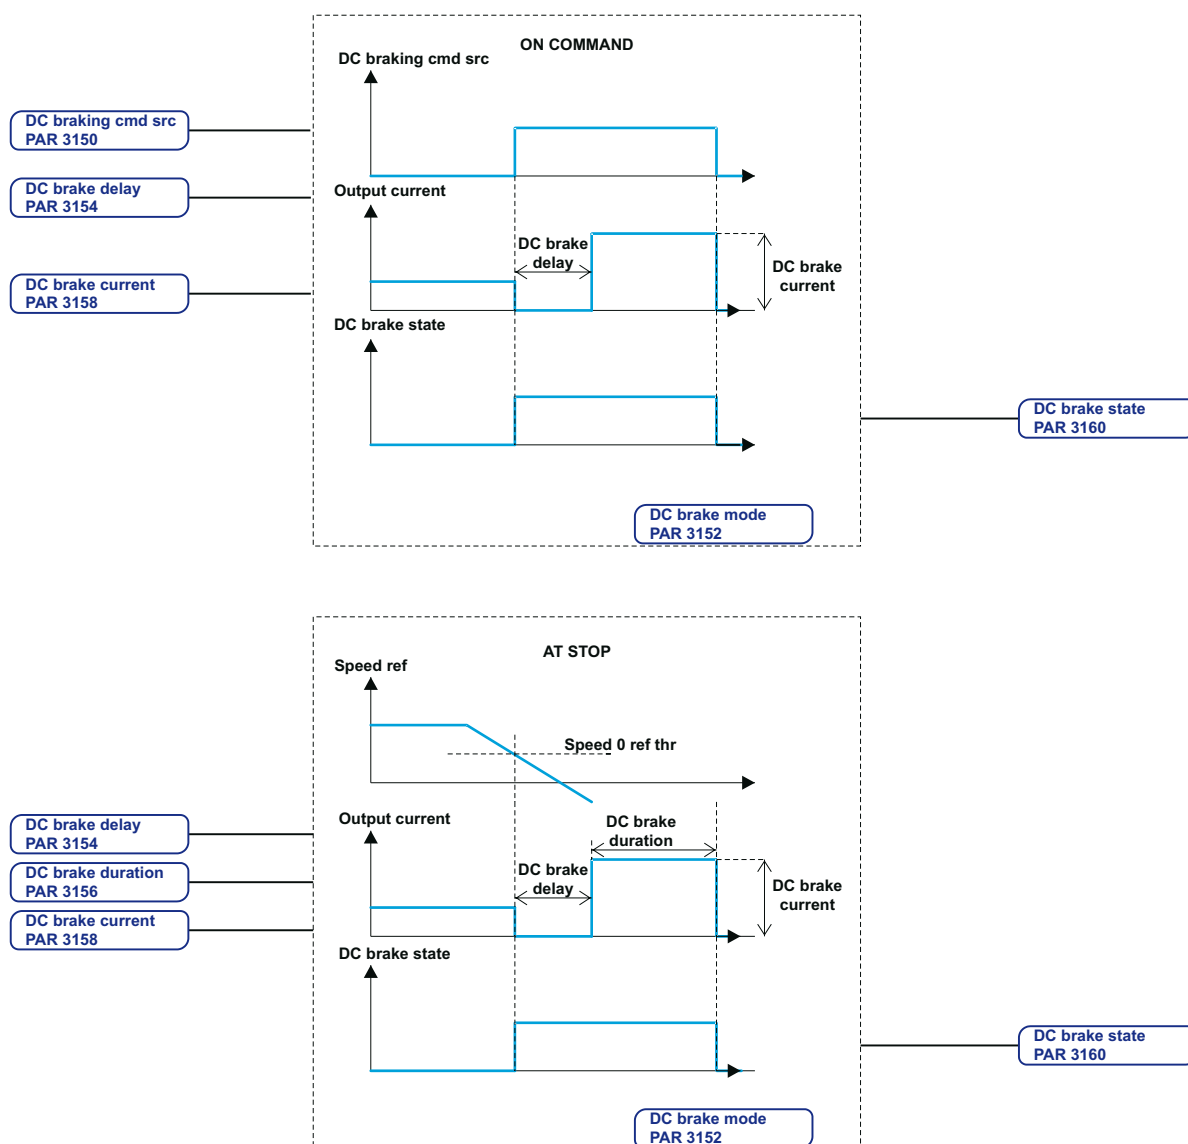 ON COMMAND
DC braking cmd src
DC braking cmd src
PAR 3150
DC brake delay
PAR 3154
Output current
DC brake
delay
DC brake
current
DC brake current
PAR 3158
DC brake state
DC brake state
PAR 3160
DC brake mode
PAR 3152
AT STOP
Speed ref
Speed 0 ref thr
DC brake delay
PAR 3154
Output current
DC brake
duration
DC brake duration
PAR 3156
DC brake
delay
DC brake
current
DC brake current
PAR 3158
DC brake state
DC brake state
PAR 3160
DC brake mode
PAR 3152